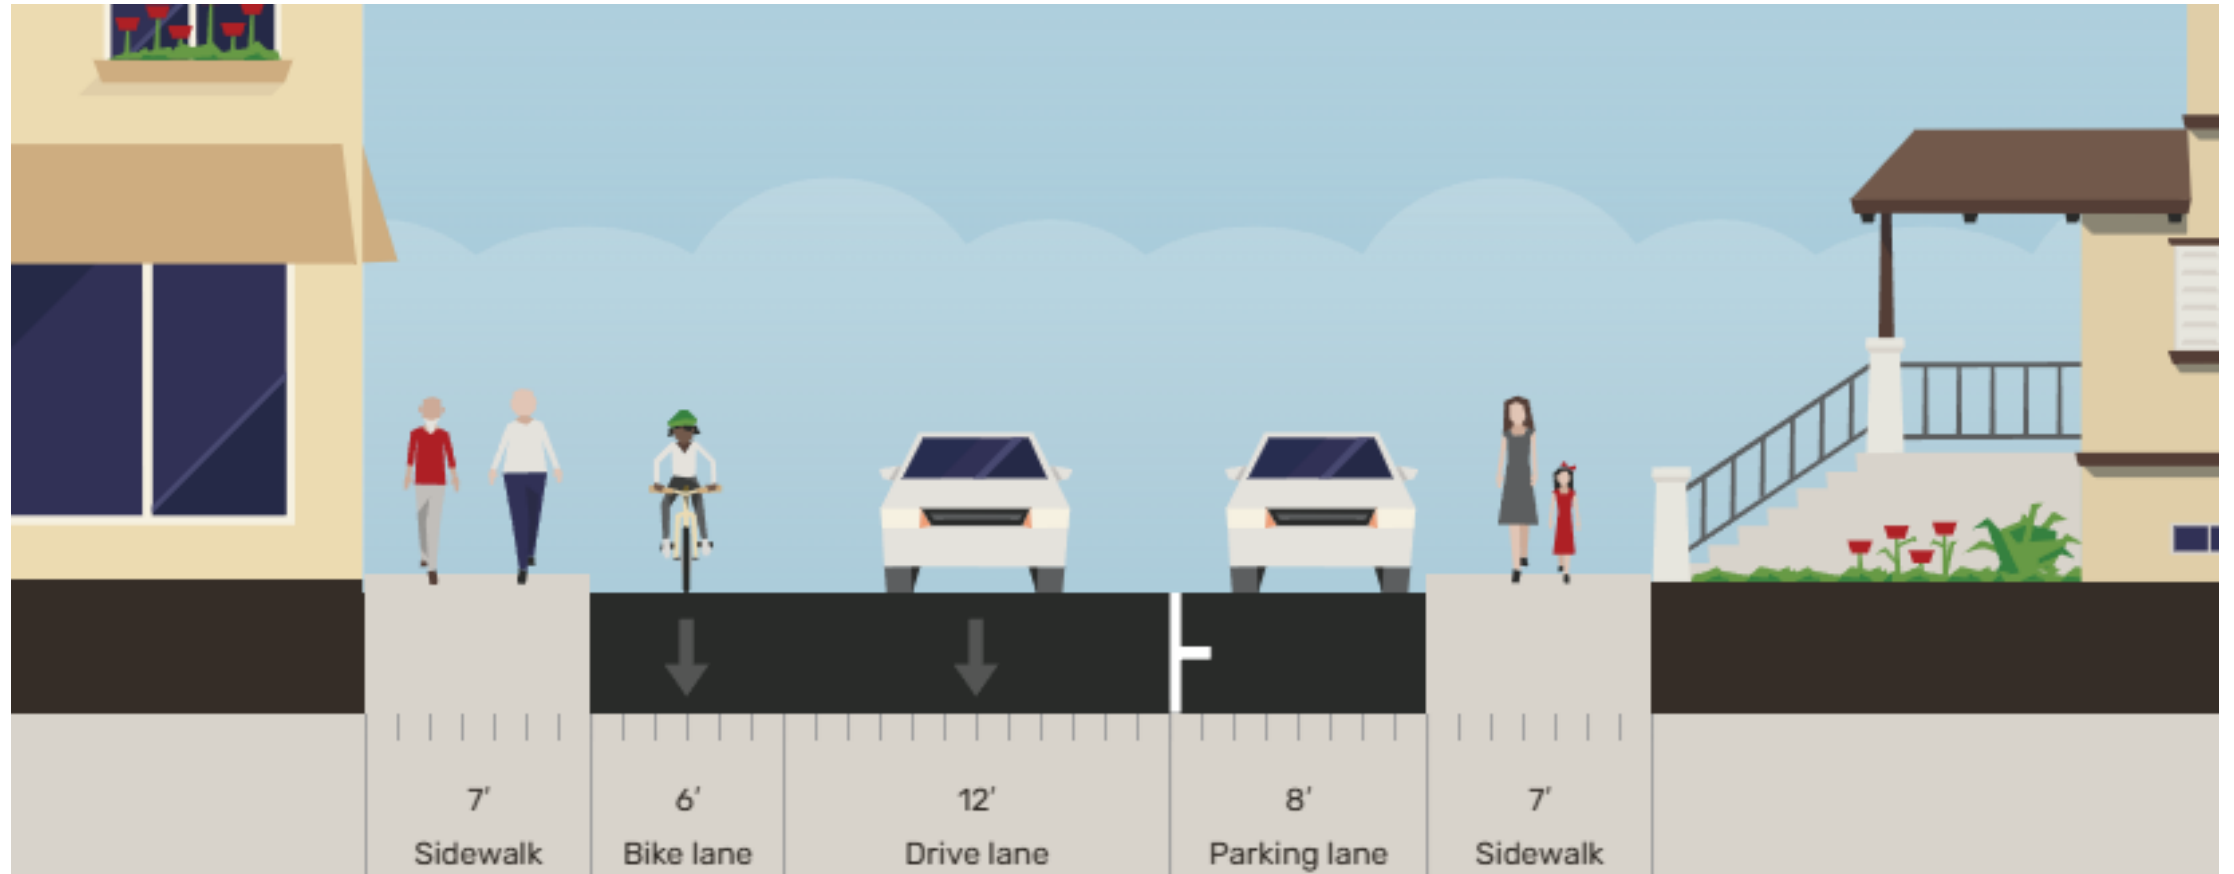 7′
Sidewalk
6′
Bike lane
12′
Drive lane
8′
Parking lane
7′
Sidewalk